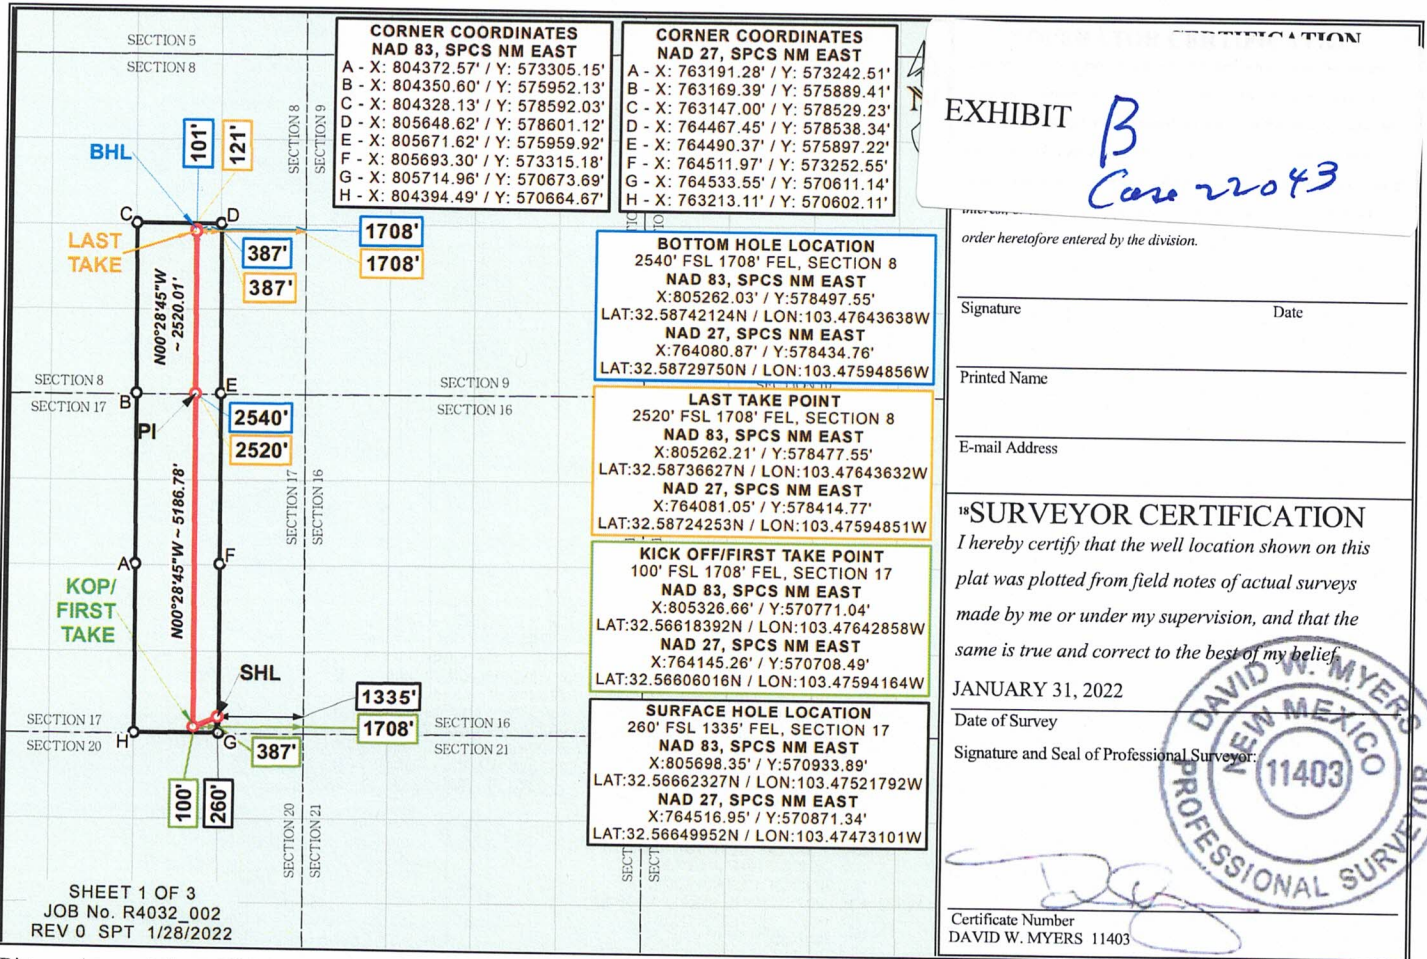 SECTION 5
SECTION 8
SECTION 8
SECTION 9
BHL
101'
121'
C
D
LAST
TAKE
387'
387'
1708'
1708'
N00°28'45"W
~ 2520.01'
SECTION 8
SECTION 17
SECTION 9
SECTION 16
B
E
PI
2540'
2520'
SECTION 17
SECTION 16
N00°28'45"W ~ 5186.78'
A
F
KOP/
FIRST
TAKE
SHL
1335'
1708'
387'
SECTION 17
SECTION 20
SECTION 16
SECTION 21
H
G
100'
260'
SECTION 20
SECTION 21
SHEET 1 OF 3
JOB No. R4032_002
REV 0 SPT 1/28/2022
CORNER COORDINATES
NAD 83, SPCS NM EAST
A - X: 804372.57' / Y: 573305.15'
B - X: 804350.60' / Y: 575952.13'
C - X: 804328.13' / Y: 578592.03'
D - X: 805648.62' / Y: 578601.12'
E - X: 805671.62' / Y: 575959.92'
F - X: 805693.30' / Y: 573315.18'
G - X: 805714.96' / Y: 570673.69'
H - X: 804394.49' / Y: 570664.67'
CORNER COORDINATES
NAD 27, SPCS NM EAST
A - X: 763191.28' / Y: 573242.51'
B - X: 763169.39' / Y: 575889.41'
C - X: 763147.00' / Y: 578529.23'
D - X: 764467.45' / Y: 578538.34'
E - X: 764490.37' / Y: 575897.22'
F - X: 764511.97' / Y: 573252.55'
G - X: 764533.55' / Y: 570611.14'
H - X: 763213.11' / Y: 570602.11'
BOTTOM HOLE LOCATION
2540' FSL 1708' FEL, SECTION 8
NAD 83, SPCS NM EAST
X:805262.03' / Y:578497.55'
LAT:32.58742124N / LON:103.47643638W
NAD 27, SPCS NM EAST
X:764080.87' / Y:578434.76'
LAT:32.58729750N / LON:103.47594856W
LAST TAKE POINT
2520' FSL 1708' FEL, SECTION 8
NAD 83, SPCS NM EAST
X:805262.21' / Y:578477.55'
LAT:32.58736627N / LON:103.47643632W
NAD 27, SPCS NM EAST
X:764081.05' / Y:578414.77'
LAT:32.58724253N / LON:103.47594851W
KICK OFF/FIRST TAKE POINT
100' FSL 1708' FEL, SECTION 17
NAD 83, SPCS NM EAST
X:805326.66' / Y:570771.04'
LAT:32.56618392N / LON:103.47642858W
NAD 27, SPCS NM EAST
X:764145.26' / Y:570708.49'
LAT:32.56606016N / LON:103.47594164W
SURFACE HOLE LOCATION
260' FSL 1335' FEL, SECTION 17
NAD 83, SPCS NM EAST
X:805698.35' / Y:570933.89'
LAT:32.56662327N / LON:103.47521792W
NAD 27, SPCS NM EAST
X:764516.95' / Y:570871.34'
LAT:32.56649952N / LON:103.47473101W
EXHIBIT B
Case 22043
order heretofore entered by the division.
Signature Date
Printed Name
E-mail Address
18SURVEYOR CERTIFICATION
I hereby certify that the well location shown on this
plat was plotted from field notes of actual surveys
made by me or under my supervision, and that the
same is true and correct to the best of my belief.
JANUARY 31, 2022
Date of Survey
Signature and Seal of Professional Surveyor:
DAVID W. MYERS
NEW MEXICO
11403
PROFESSIONAL SURVEYOR
Certificate Number
DAVID W. MYERS 11403